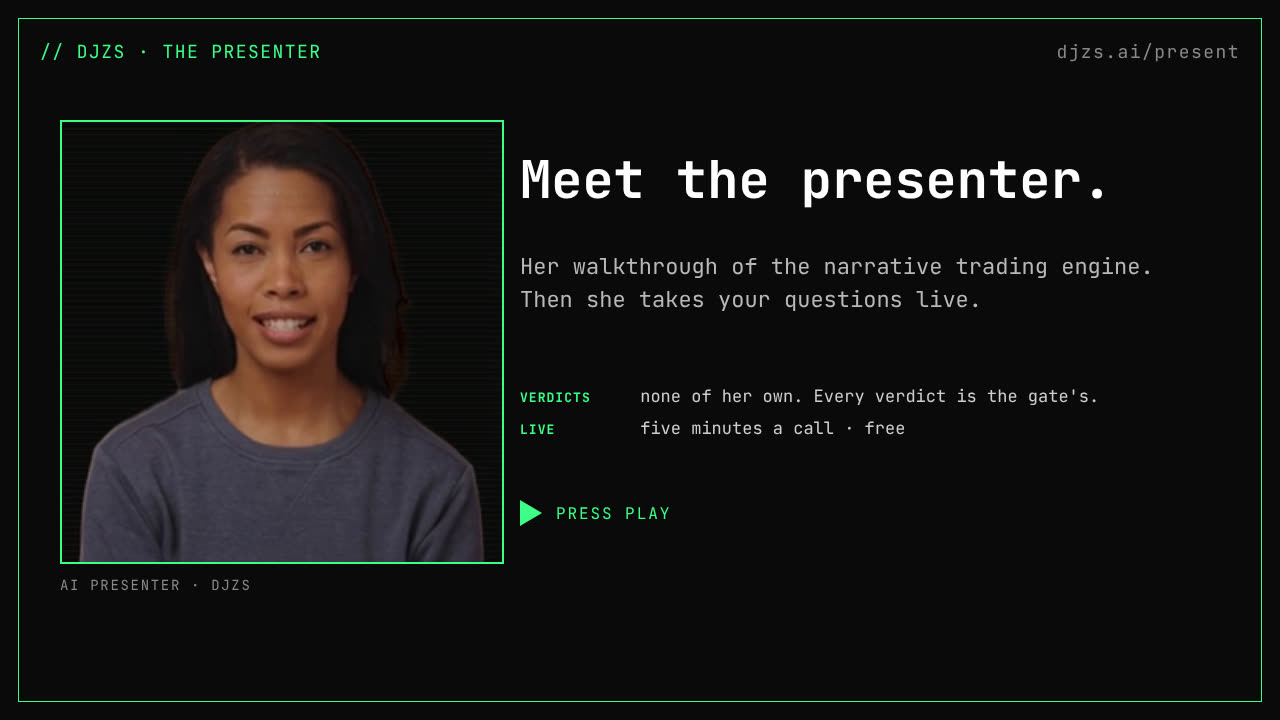 // DJZS · THE PRESENTER
djzs.ai/present
Meet the presenter.
Her walkthrough of the narrative trading engine.
Then she takes your questions live.
VERDICTS none of her own. Every verdict is the gate's.
LIVE five minutes a call · free
PRESS PLAY
AI PRESENTER · DJZS